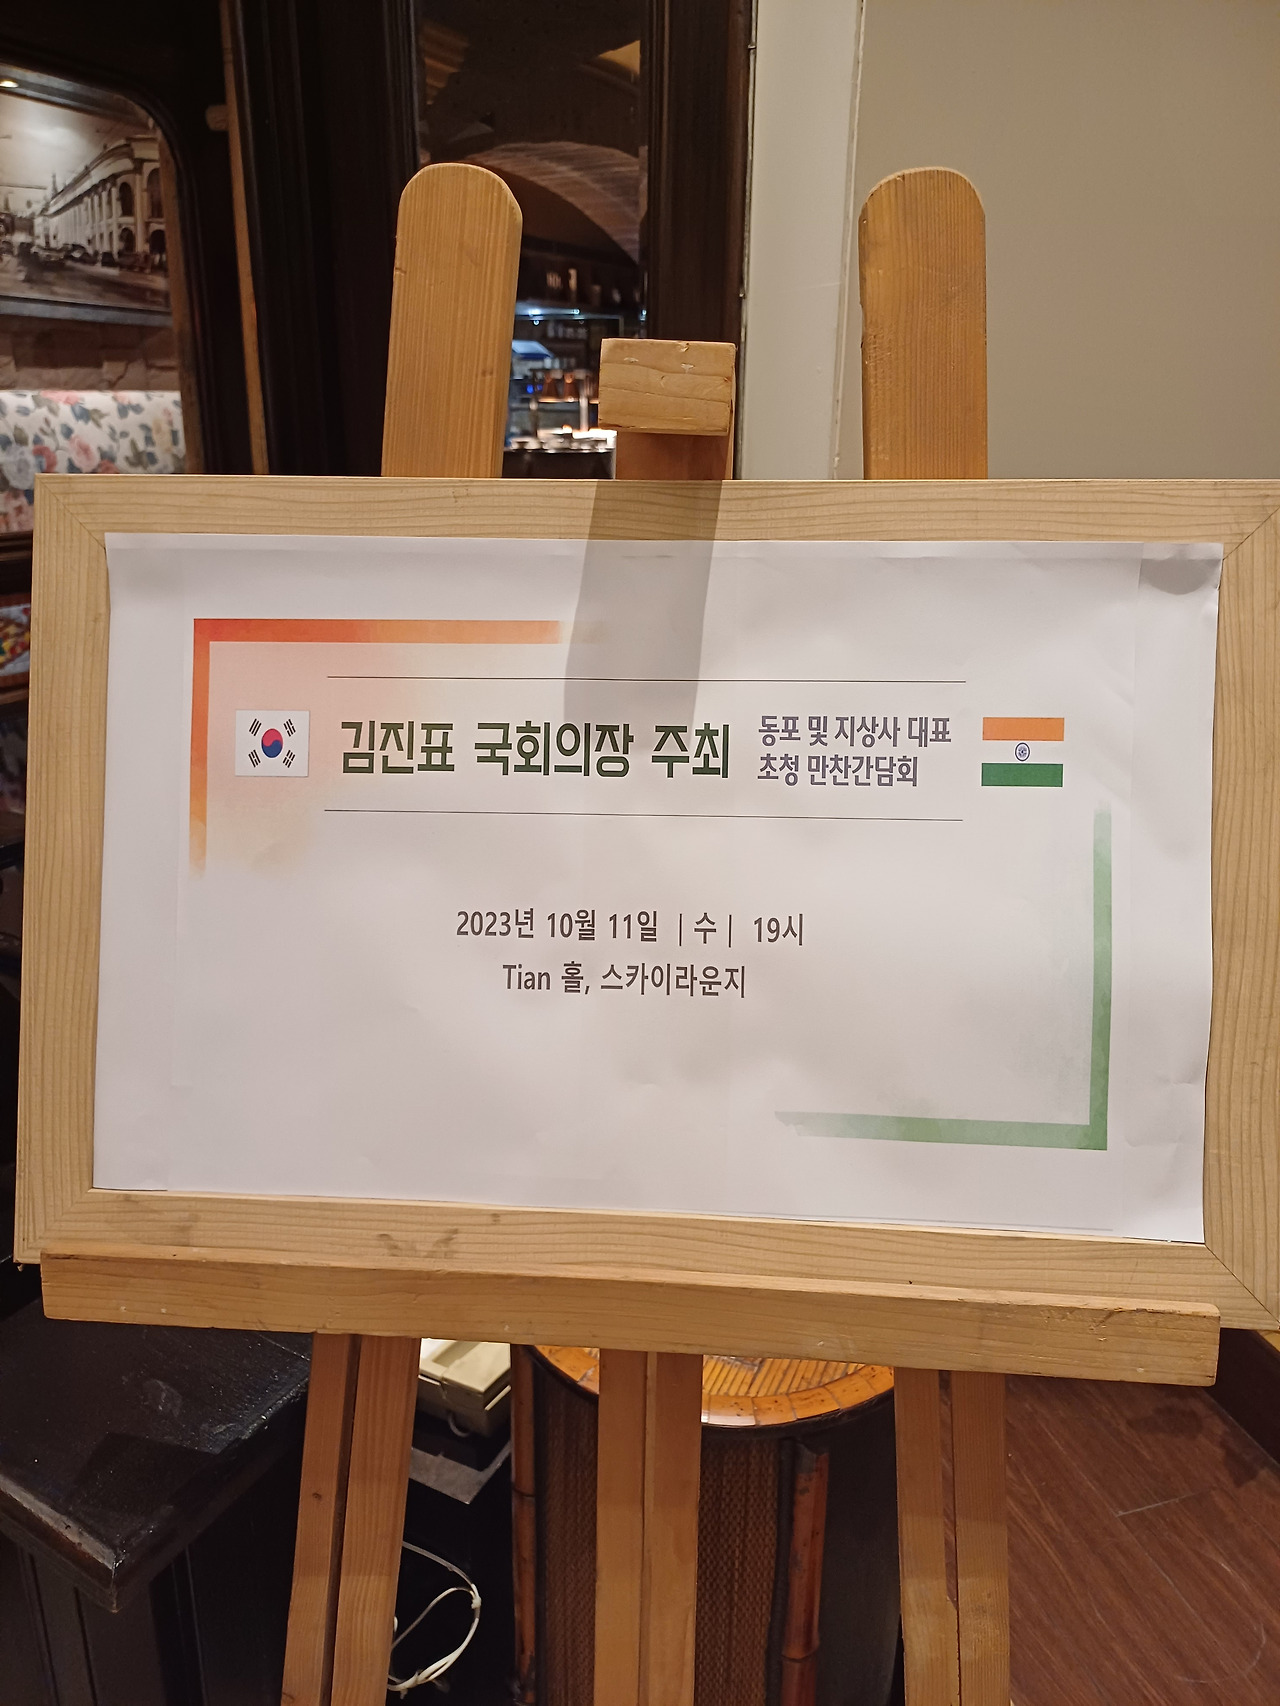 김진표 국회의장 주최
동포 및 지상사 대표
초청 만찬간담회
2023년 10월 11일 | 수 | 19시
Tian 홀, 스카이라운지